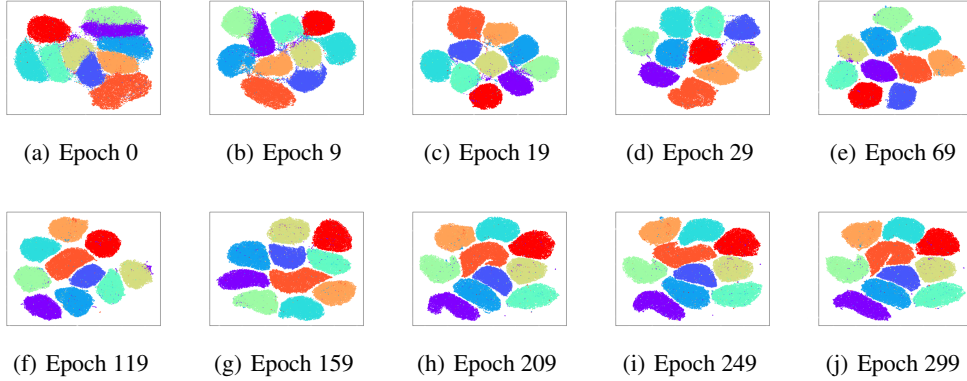 (a) Epoch 0 (b) Epoch 9 (c) Epoch 19 (d) Epoch 29 (e) Epoch 69
(f) Epoch 119 (g) Epoch 159 (h) Epoch 209 (i) Epoch 249 (j) Epoch 299